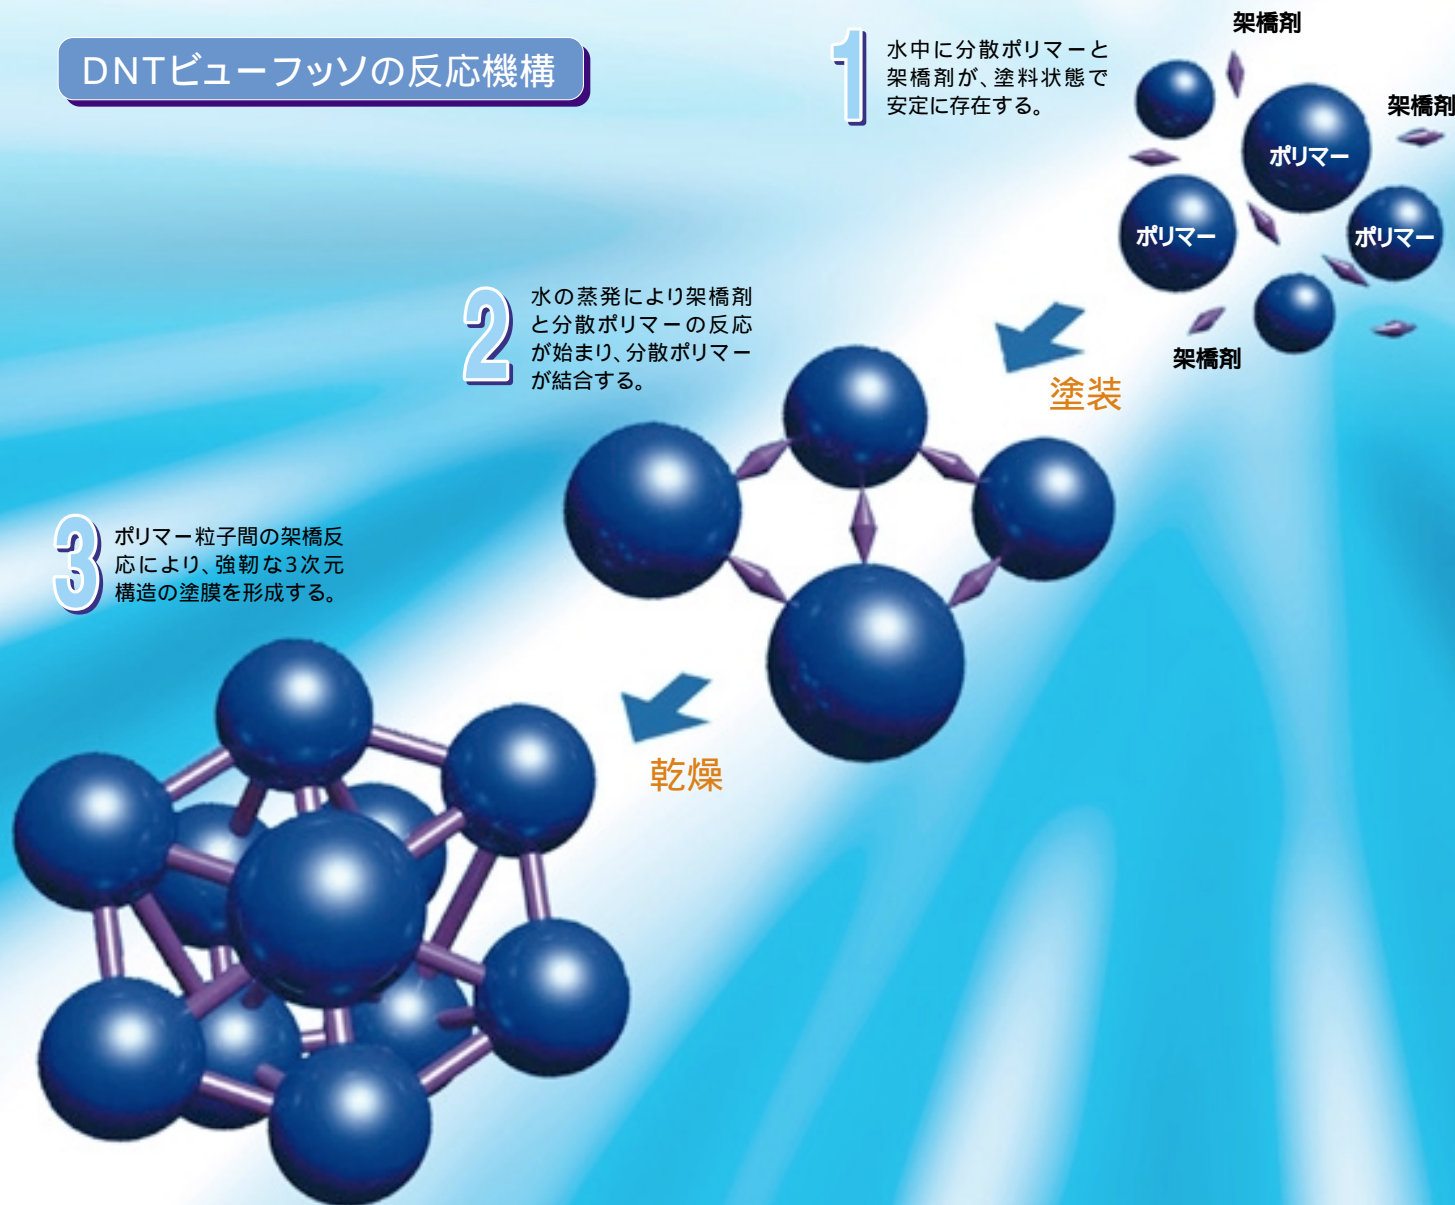 DNTビューフッソの反応機構
1
水中に分散ポリマーと
架橋剤が、塗料状態で
安定に存在する。
架橋剤
架橋剤
ポリマー
ポリマー
ポリマー
架橋剤
塗装
2
水の蒸発により架橋剤
と分散ポリマーの反応
が始まり、分散ポリマー
が結合する。
乾燥
3
ポリマー粒子間の架橋反
応により、強靭な3次元
構造の塗膜を形成する。